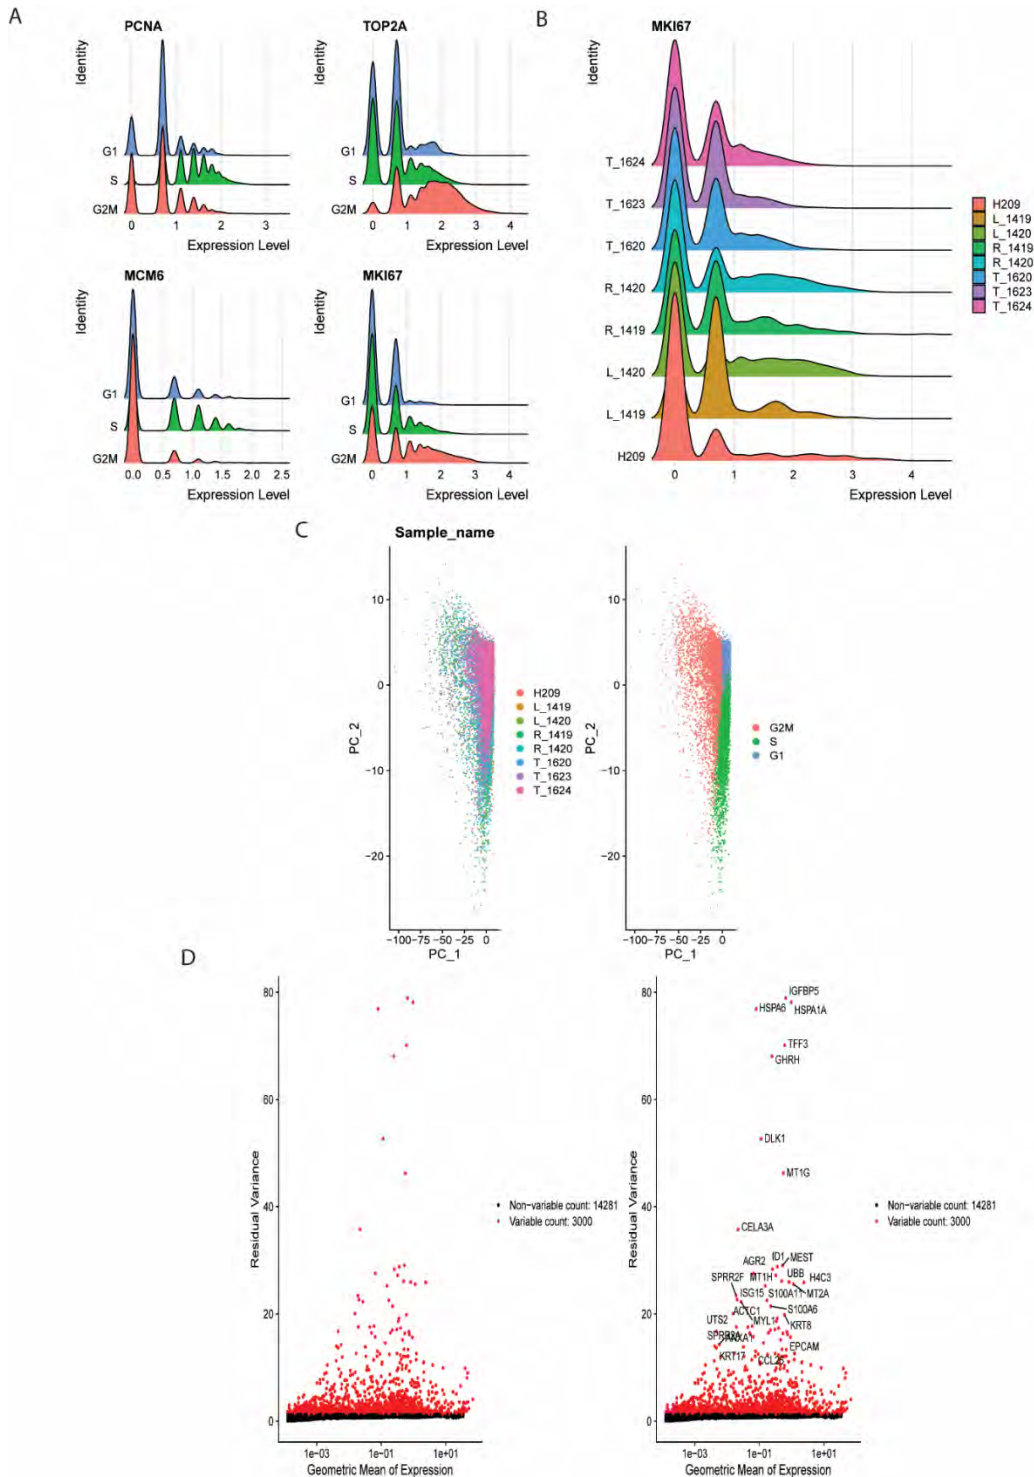 A
PCNA
Identity
G1
S
G2M
0 1 2 3
Expression Level
TOP2A
Identity
G1
S
G2M
0 1 2 3 4
Expression Level
MCM6
Identity
G1
S
G2M
0.0 0.5 1.0 1.5 2.0 2.5
Expression Level
MKI67
Identity
G1
S
G2M
0 1 2 3 4
Expression Level
B
MKI67
Identity
T_1624
T_1623
T_1620
R_1420
R_1419
L_1420
L_1419
H209
0 1 2 3 4
Expression Level
H209
L_1419
L_1420
R_1419
R_1420
T_1620
T_1623
T_1624
C
Sample_name
PC_2
10
0
−10
−20
−100 −75 −50 −25 0
PC_1
H209
L_1419
L_1420
R_1419
R_1420
T_1620
T_1623
T_1624
PC_2
10
0
−10
−20
−100 −75 −50 −25 0
PC_1
G2M
S
G1
D
Residual Variance
80
60
40
20
0
1e−03 1e−01 1e+01
Geometric Mean of Expression
Non−variable count: 14281
Variable count: 3000
Residual Variance
80
60
40
20
0
IGFBP5
HSPA6
HSPA1A
TFF3
GHRH
DLK1
MT1G
CELA3A
ID1
MEST
AGR2
MT1H
UBB
H4C3
SPRR2F
ISG15
S100A11
MT2A
ACTC1
S100A6
UTS2
MYL1
KRT8
EPCAM
KRT17
1e−03 1e−01 1e+01
Geometric Mean of Expression
Non−variable count: 14281
Variable count: 3000